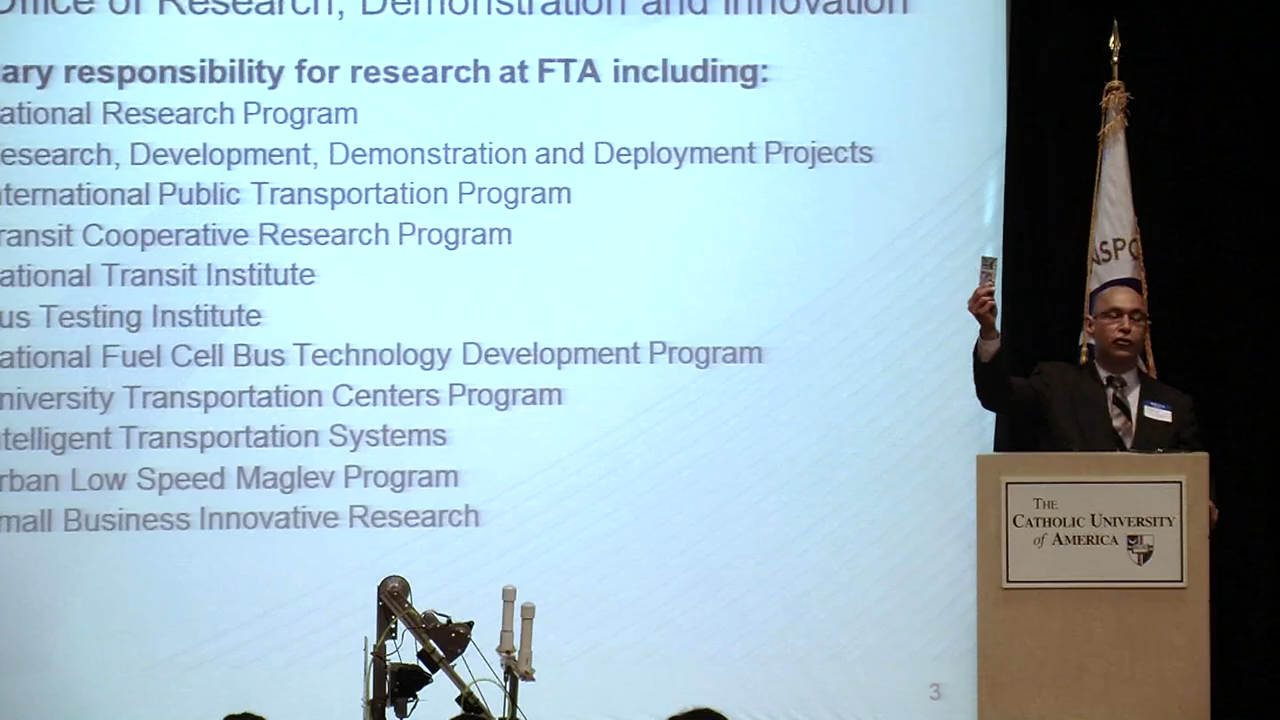 Office of Research, Demonstration and Innovation
ary responsibility for research at FTA including:
ational Research Program
esearch, Development, Demonstration and Deployment Projects
nternational Public Transportation Program
ransit Cooperative Research Program
ational Transit Institute
us Testing Institute
ational Fuel Cell Bus Technology Development Program
niversity Transportation Centers Program
ntelligent Transportation Systems
rban Low Speed Maglev Program
mall Business Innovative Research
3
NSPO
THE
CATHOLIC UNIVERSITY
of AMERICA